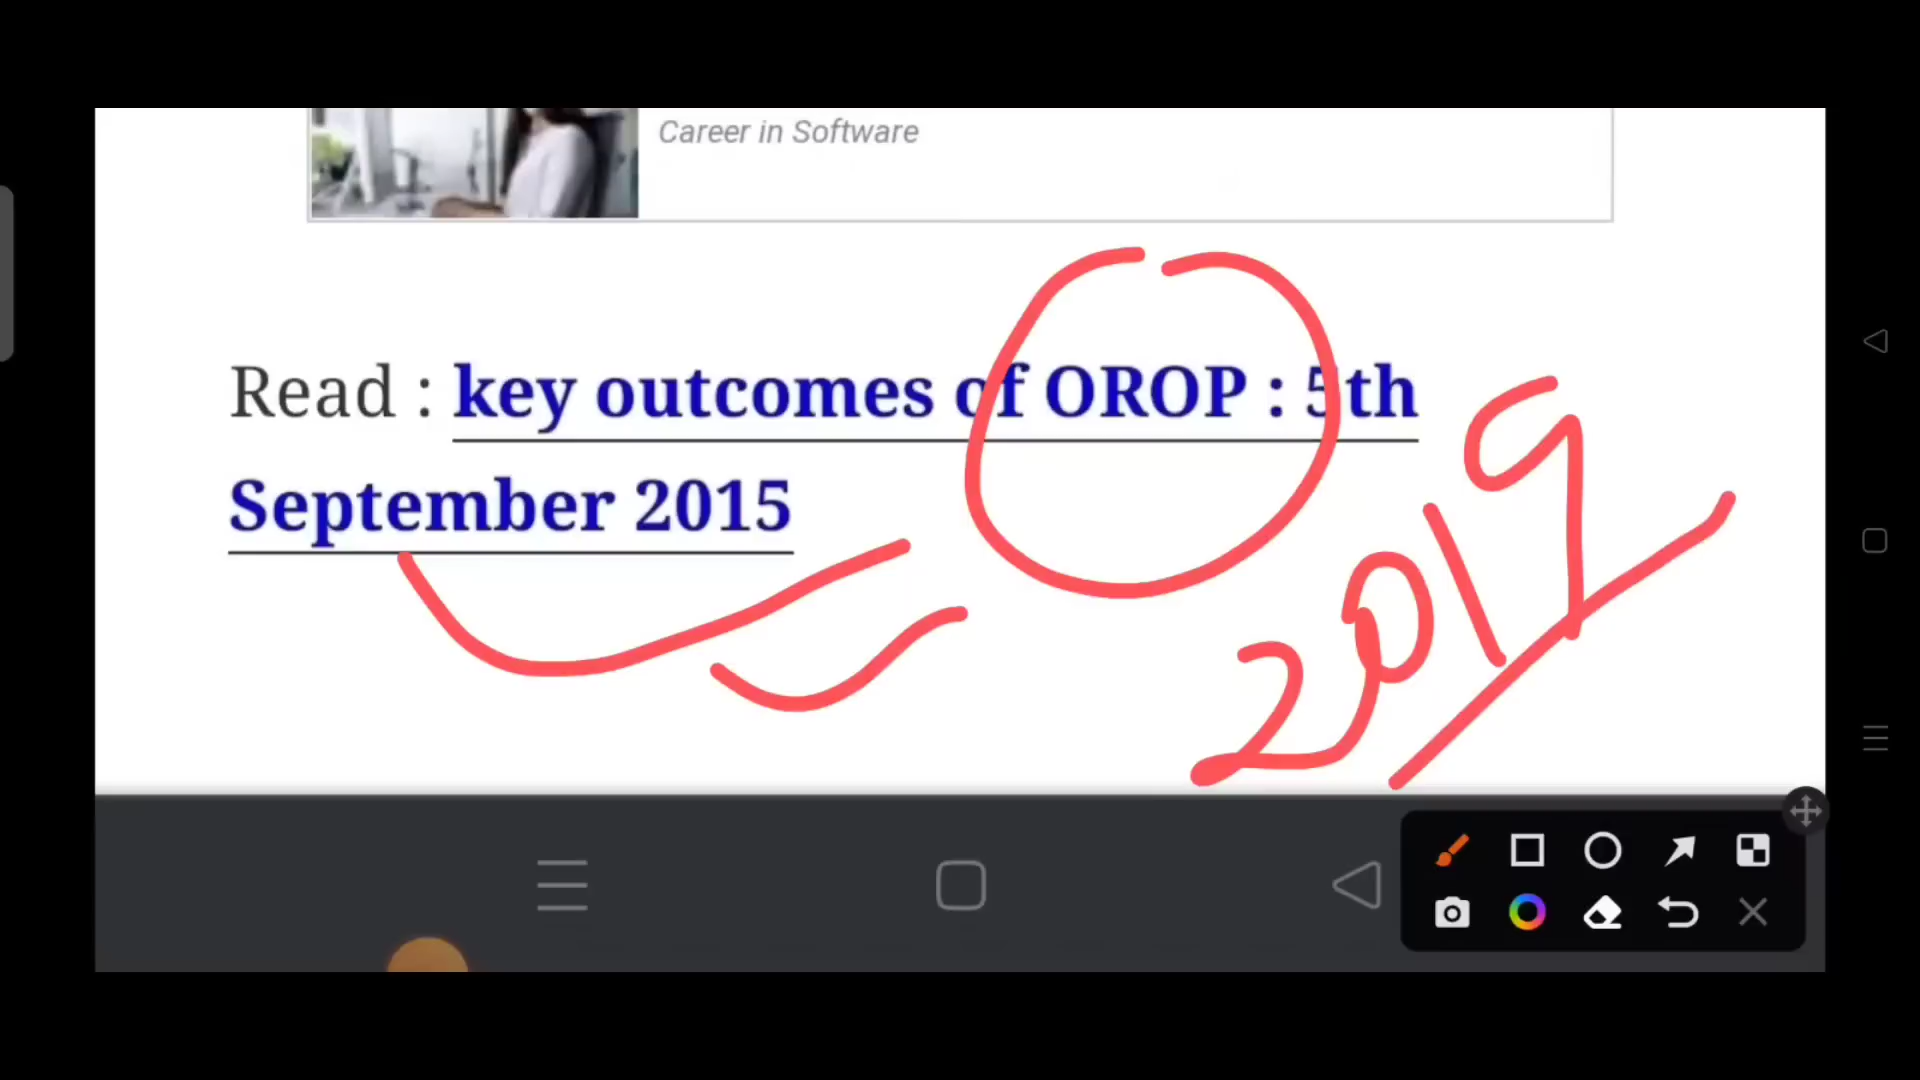 Career in Software
Read : key outcomes of OROP : 5th
September 2015
2019